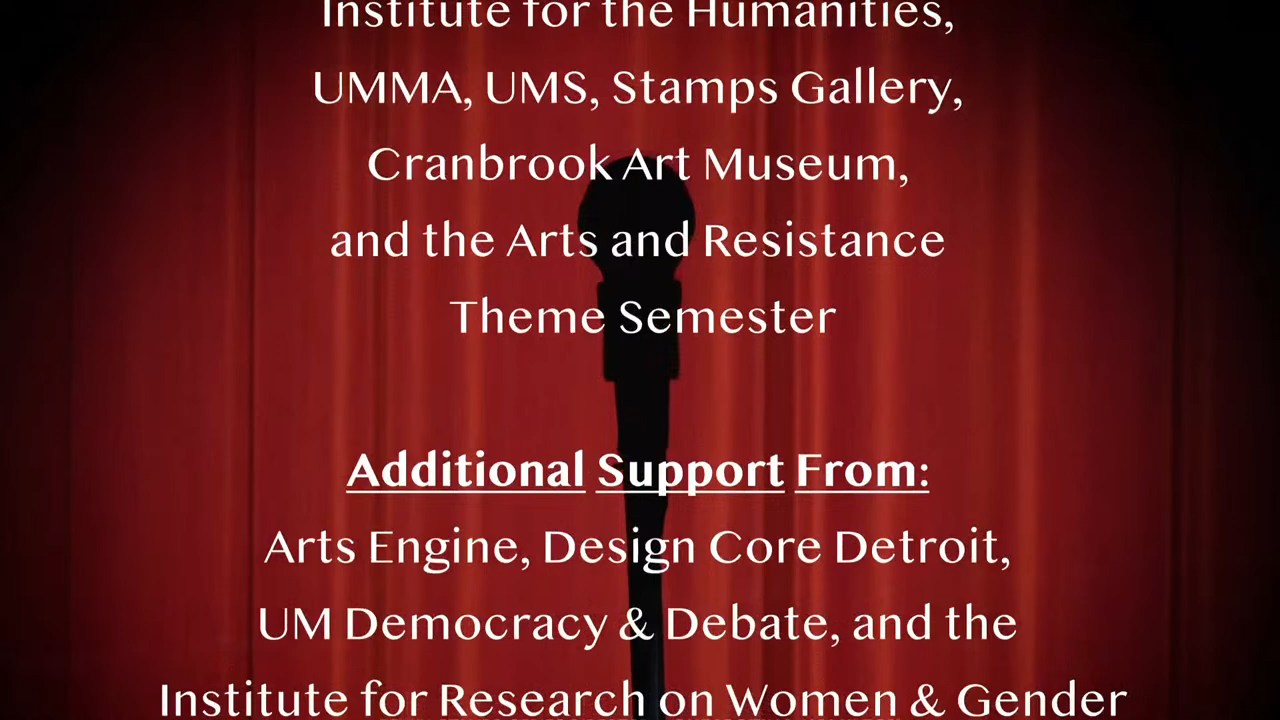 Institute for the Humanities,
UMMA, UMS, Stamps Gallery,
Cranbrook Art Museum,
and the Arts and Resistance
Theme Semester
Additional Support From:
Arts Engine, Design Core Detroit,
UM Democracy & Debate, and the
Institute for Research on Women & Gender